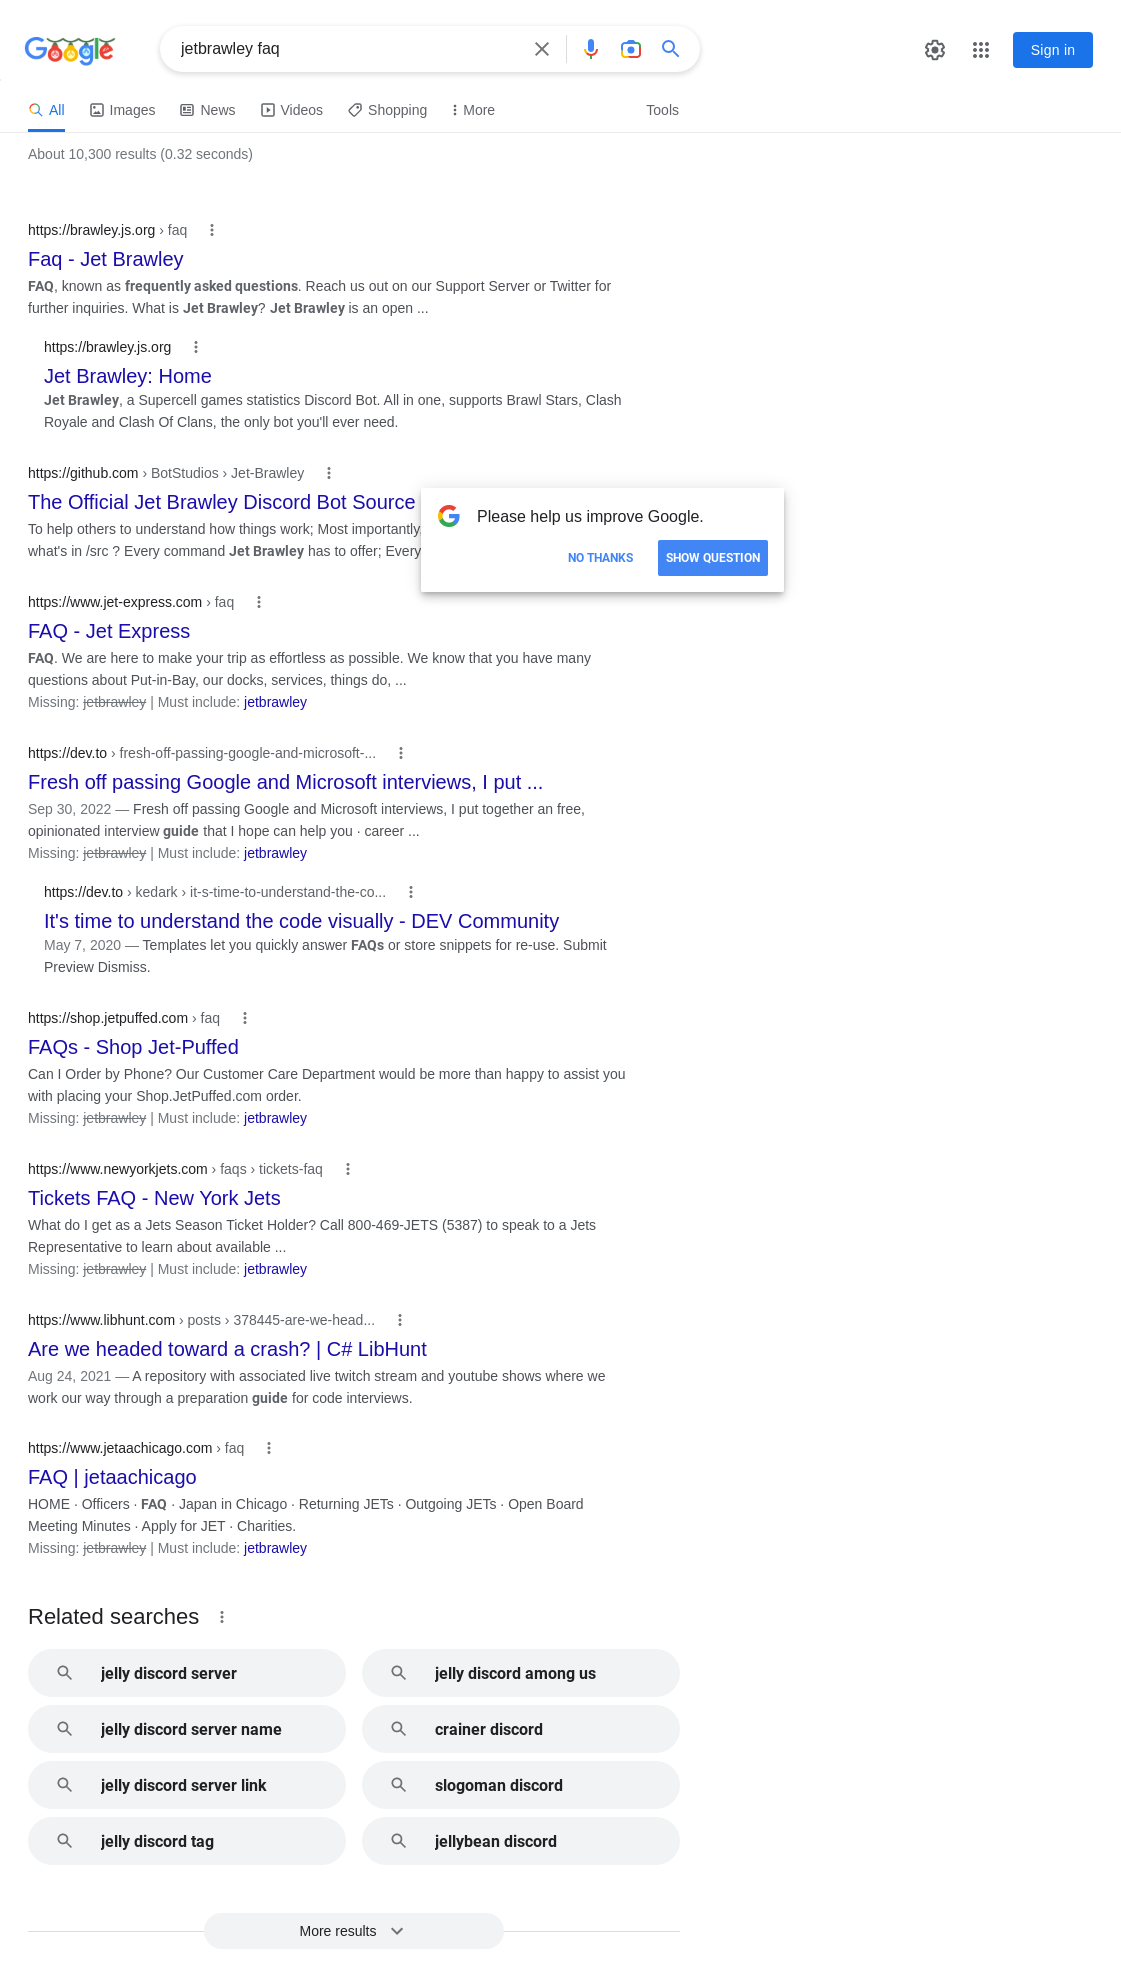 Google
jetbrawley faq
Sign in
All
Images
News
Videos
Shopping
More
Tools
About 10,300 results (0.32 seconds)
https://brawley.js.org › faq
Faq - Jet Brawley
FAQ, known as frequently asked questions. Reach us out on our Support Server or Twitter for
further inquiries. What is Jet Brawley? Jet Brawley is an open ...
https://brawley.js.org
Jet Brawley: Home
Jet Brawley, a Supercell games statistics Discord Bot. All in one, supports Brawl Stars, Clash
Royale and Clash Of Clans, the only bot you'll ever need.
https://github.com › BotStudios › Jet-Brawley
The Official Jet Brawley Discord Bot Source
To help others to understand how things work; Most importantly,
what's in /src ? Every command Jet Brawley has to offer; Every
Please help us improve Google.
NO THANKS
SHOW QUESTION
https://www.jet-express.com › faq
FAQ - Jet Express
FAQ. We are here to make your trip as effortless as possible. We know that you have many
questions about Put-in-Bay, our docks, services, things do, ...
Missing: jetbrawley | Must include: jetbrawley
https://dev.to › fresh-off-passing-google-and-microsoft-...
Fresh off passing Google and Microsoft interviews, I put ...
Sep 30, 2022 — Fresh off passing Google and Microsoft interviews, I put together an free,
opinionated interview guide that I hope can help you · career ...
Missing: jetbrawley | Must include: jetbrawley
https://dev.to › kedark › it-s-time-to-understand-the-co...
It's time to understand the code visually - DEV Community
May 7, 2020 — Templates let you quickly answer FAQs or store snippets for re-use. Submit
Preview Dismiss.
https://shop.jetpuffed.com › faq
FAQs - Shop Jet-Puffed
Can I Order by Phone? Our Customer Care Department would be more than happy to assist you
with placing your Shop.JetPuffed.com order.
Missing: jetbrawley | Must include: jetbrawley
https://www.newyorkjets.com › faqs › tickets-faq
Tickets FAQ - New York Jets
What do I get as a Jets Season Ticket Holder? Call 800-469-JETS (5387) to speak to a Jets
Representative to learn about available ...
Missing: jetbrawley | Must include: jetbrawley
https://www.libhunt.com › posts › 378445-are-we-head...
Are we headed toward a crash? | C# LibHunt
Aug 24, 2021 — A repository with associated live twitch stream and youtube shows where we
work our way through a preparation guide for code interviews.
https://www.jetaachicago.com › faq
FAQ | jetaachicago
HOME · Officers · FAQ · Japan in Chicago · Returning JETs · Outgoing JETs · Open Board
Meeting Minutes · Apply for JET · Charities.
Missing: jetbrawley | Must include: jetbrawley
Related searches
jelly discord server
jelly discord among us
jelly discord server name
crainer discord
jelly discord server link
slogoman discord
jelly discord tag
jellybean discord
More results